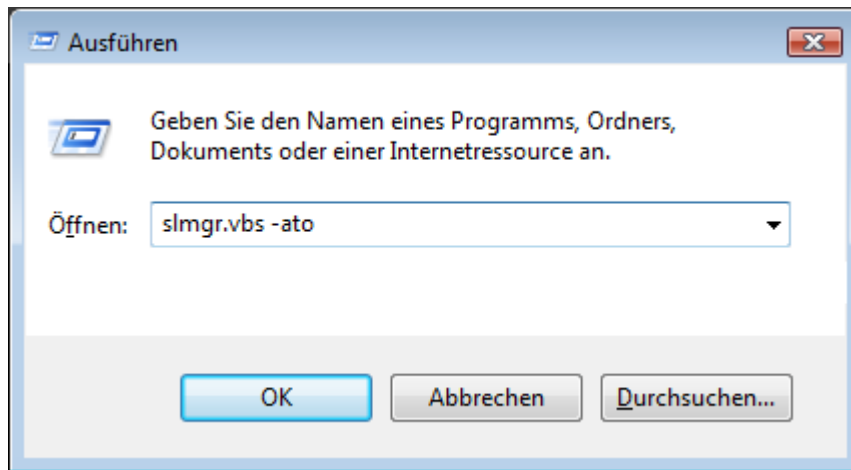 Ausführen
Geben Sie den Namen eines Programms, Ordners,
Dokuments oder einer Internetressource an.
Öffnen: slmgr.vbs -ato
OK Abbrechen Durchsuchen...